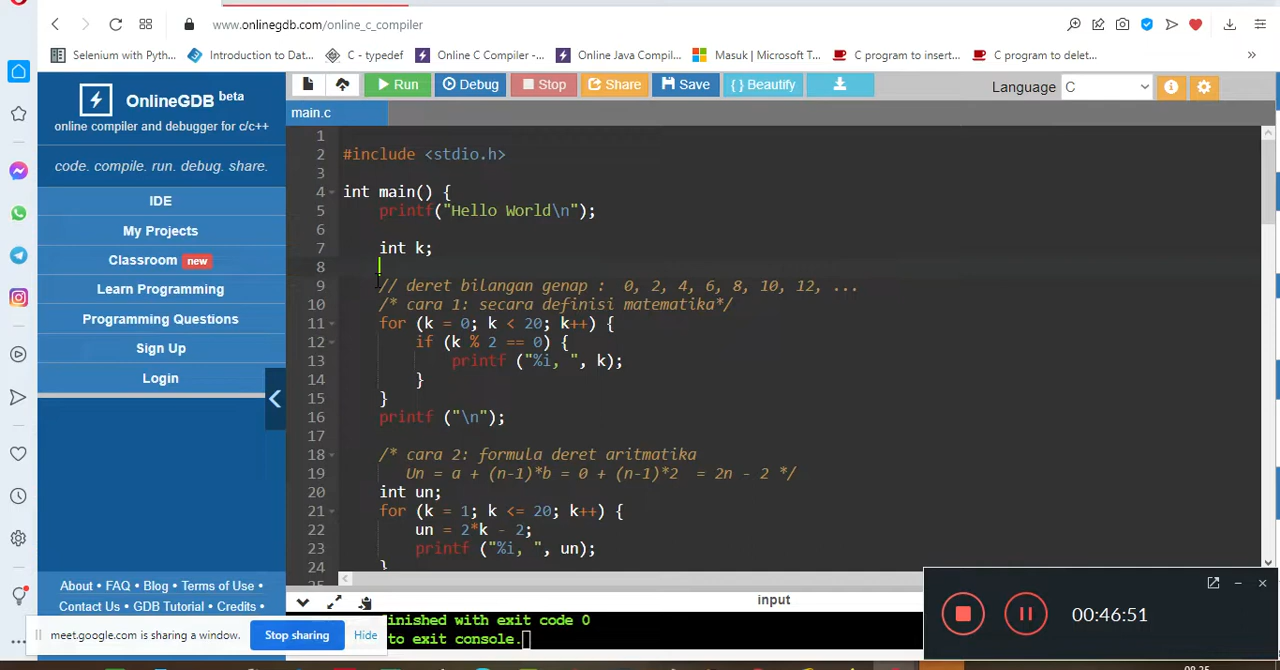 www.onlinegdb.com/online_c_compiler
Selenium with Pyth... Introduction to Dat... C - typedef Online C Compiler -... Online Java Compil... Masuk | Microsoft T... C program to insert... C program to delet... »
OnlineGDB beta
online compiler and debugger for c/c++
code. compile. run. debug. share.
IDE
My Projects
Classroom new
Learning Programming
Programming Questions
Sign Up
Login
About • FAQ • Blog • Terms of Use •
Contact Us • GDB Tutorial • Credits •
Run Debug Stop Share Save { } Beautify
Language C
main.c
1
2 #include <stdio.h>
3
4 int main() {
5 printf("Hello World\n");
6
7 int k;
8
9 // deret bilangan genap : 0, 2, 4, 6, 8, 10, 12, ...
10 /* cara 1: secara definisi matematika*/
11 for (k = 0; k < 20; k++) {
12 if (k % 2 == 0) {
13 printf ("%i, ", k);
14 }
15 }
16 printf ("\n");
17
18 /* cara 2: formula deret aritmatika
19 Un = a + (n-1)*b = 0 + (n-1)*2 = 2n - 2 */
20 int un;
21 for (k = 1; k <= 20; k++) {
22 un = 2*k - 2;
23 printf ("%i, ", un);
24 }
25
input
inished with exit code 0
to exit console.
meet.google.com is sharing a window. Stop sharing Hide
00:46:51